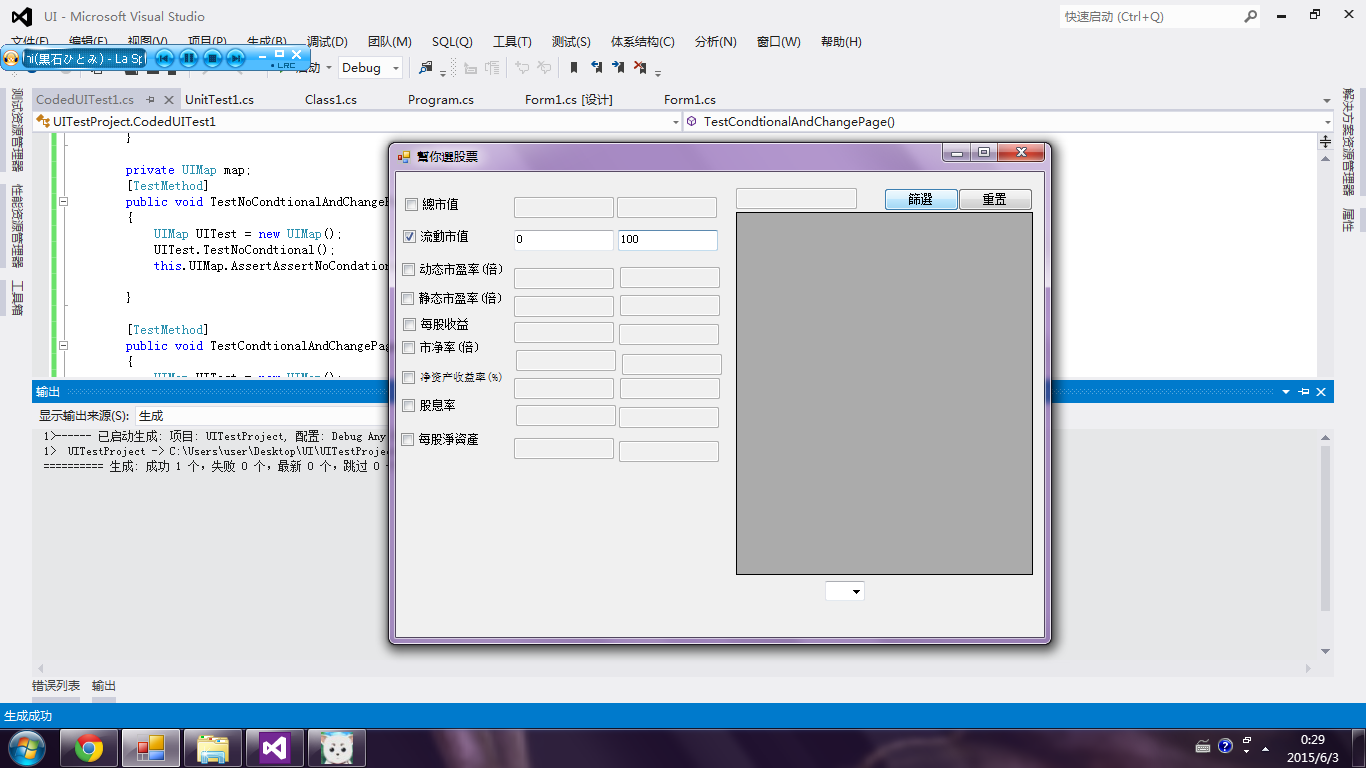 UI - Microsoft Visual Studio
快速启动 (Ctrl+Q)
文件(F) 编辑(E) 视图(V) 项目(P) 生成(B) 调试(D) 团队(M) SQL(Q) 工具(T) 测试(S) 体系结构(C) 分析(N) 窗口(W) 帮助(H)
(黒石ひとみ) - La Sp
LRC
启动 Debug
CodedUITest1.cs UnitTest1.cs Class1.cs Program.cs Form1.cs [设计] Form1.cs
UITestProject.CodedUITest1 TestCondtionalAndChangePage()
测试资源管理器
性能资源管理器
工具箱
解决方案资源管理器
属性
}
private UIMap map;
[TestMethod]
public void TestNoCondtionalAndChange
{
UIMap UITest = new UIMap();
UITest.TestNoCondtional();
this.UIMap.AssertAssertNoCondation
}
[TestMethod]
public void TestCondtionalAndChangePag
{
UIMap UITest = new UIMap();
幫你選股票
總市值
流動市值 0 100
动态市盈率(倍)
静态市盈率(倍)
每股收益
市净率(倍)
净资产收益率(%)
股息率
每股淨資產
篩選 重置
输出
显示输出来源(S): 生成
1>------ 已启动生成: 项目: UITestProject, 配置: Debug Any
1> UITestProject -> C:\Users\user\Desktop\UI\UITestProje
========== 生成: 成功 1 个，失败 0 个，最新 0 个，跳过 0
错误列表 输出
生成成功
0:29
2015/6/3